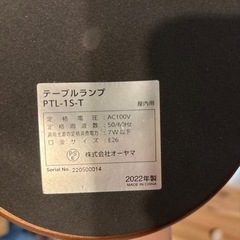 テーブルランプ
PTL-1S-T 屋内用
定格電圧：AC100V
定格周波数：50/60Hz
適用光源の定格消費電力：7W以下
口金サイズ：E26
株式会社オーヤマ
Serial No. 220500014
2022年製
MADE IN CHINA